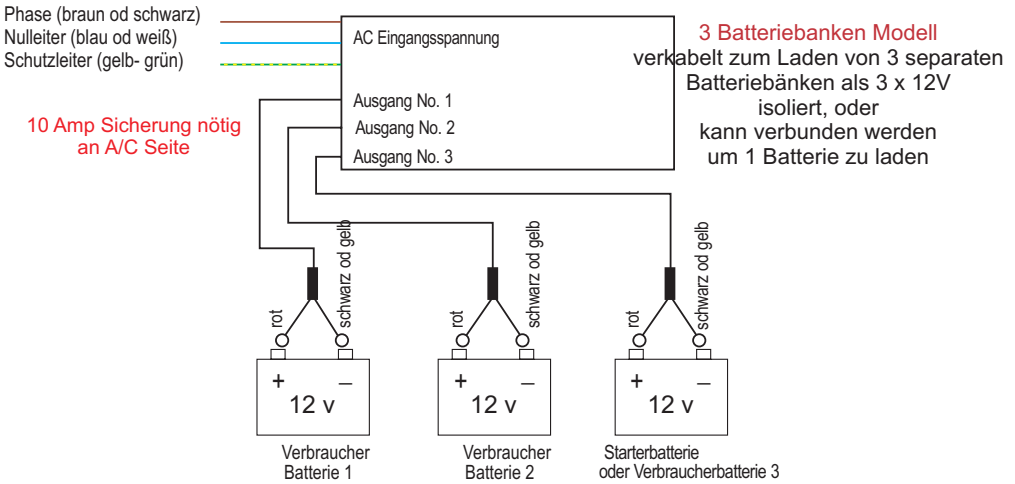 Phase (braun od schwarz)
Nulleiter (blau od weiß)
Schutzleiter (gelb- grün)
AC Eingangsspannung
Ausgang No. 1
Ausgang No. 2
Ausgang No. 3
10 Amp Sicherung nötig
an A/C Seite
3 Batteriebanken Modell
verkabelt zum Laden von 3 separaten
Batteriebänken als 3 x 12V
isoliert, oder
kann verbunden werden
um 1 Batterie zu laden
rot
schwarz od gelb
rot
schwarz od gelb
rot
schwarz od gelb
+ –
12 v
+ –
12 v
+ –
12 v
Verbraucher
Batterie 1
Verbraucher
Batterie 2
Starterbatterie
oder Verbraucherbatterie 3